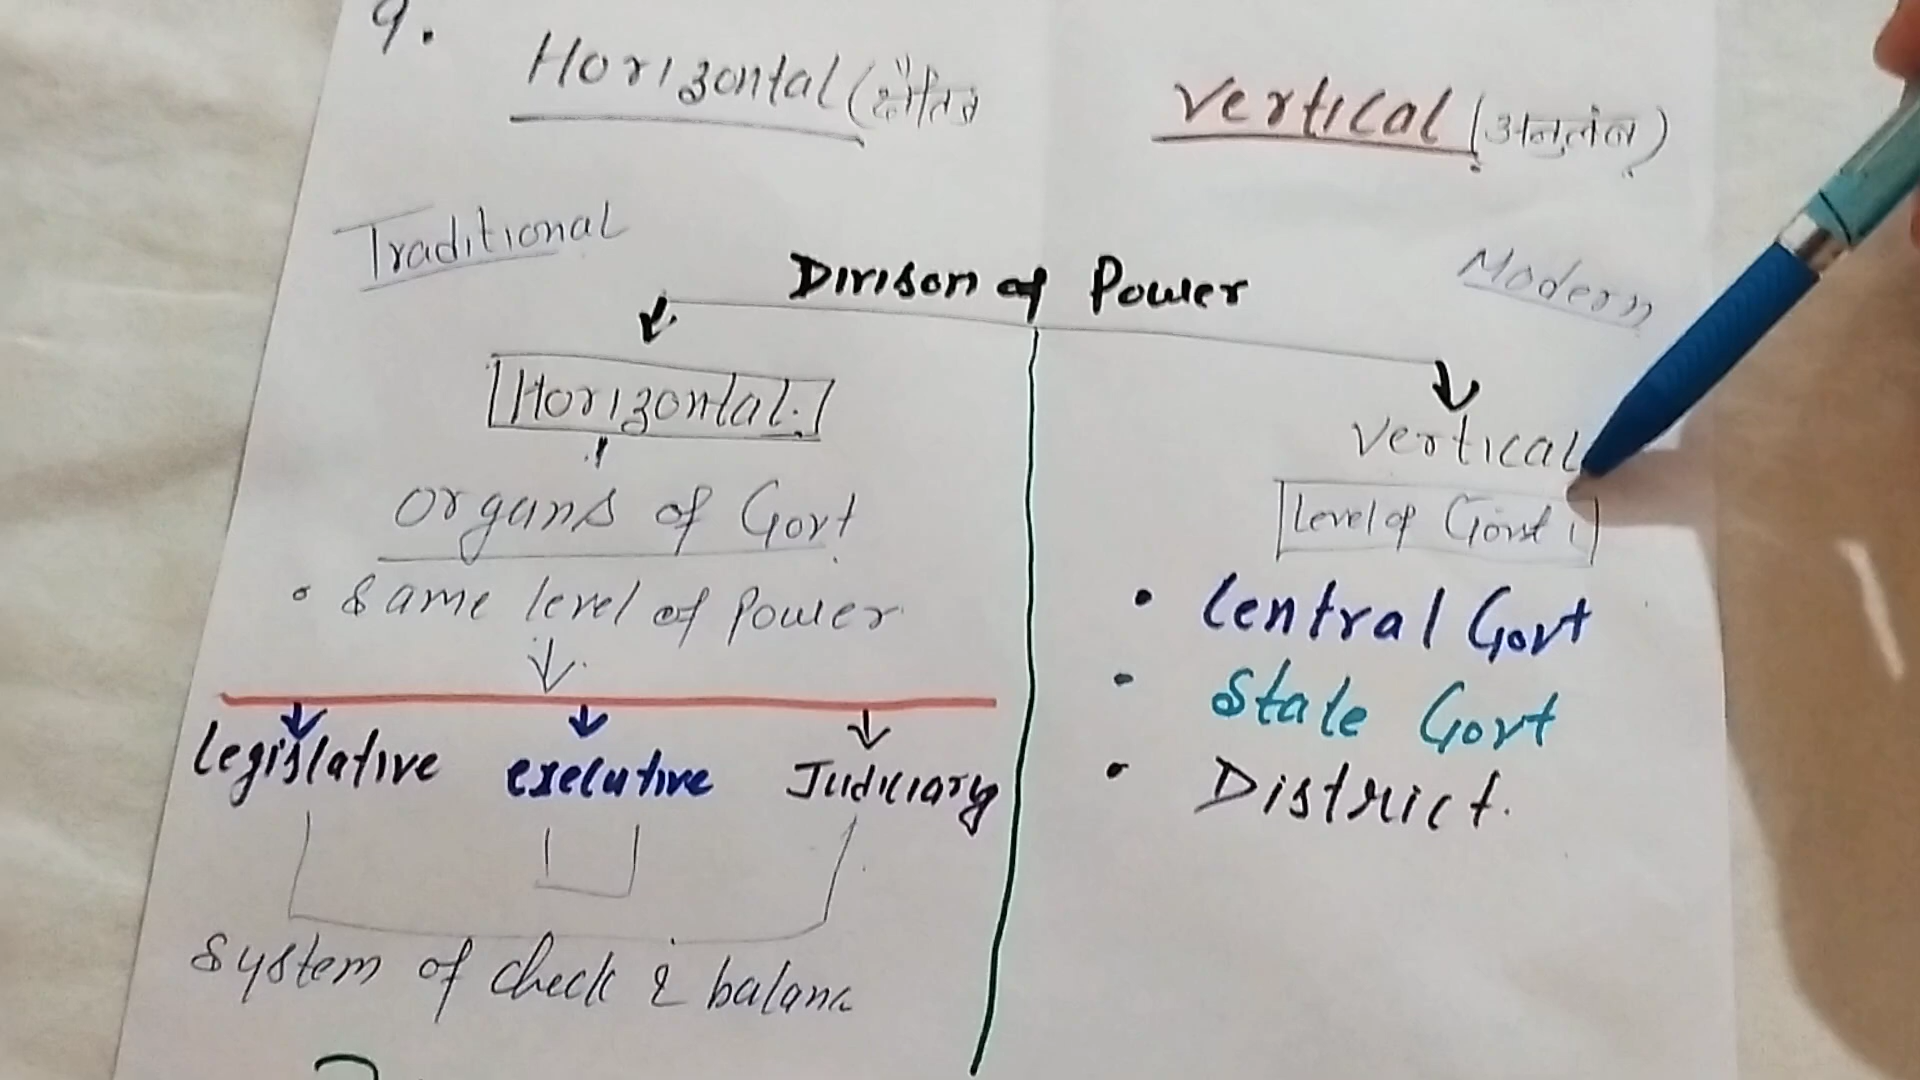 9.
Horizontal (क्षैतिज
Vertical (अनुलंब)
Traditional
Modern
Divison of Power
Horizontal.
Vertical
organs of Govt
Level of Govt
• Same level of Power
Legislative executive Judiciary
• Central Govt
• State Govt
• District.
System of check & balanc